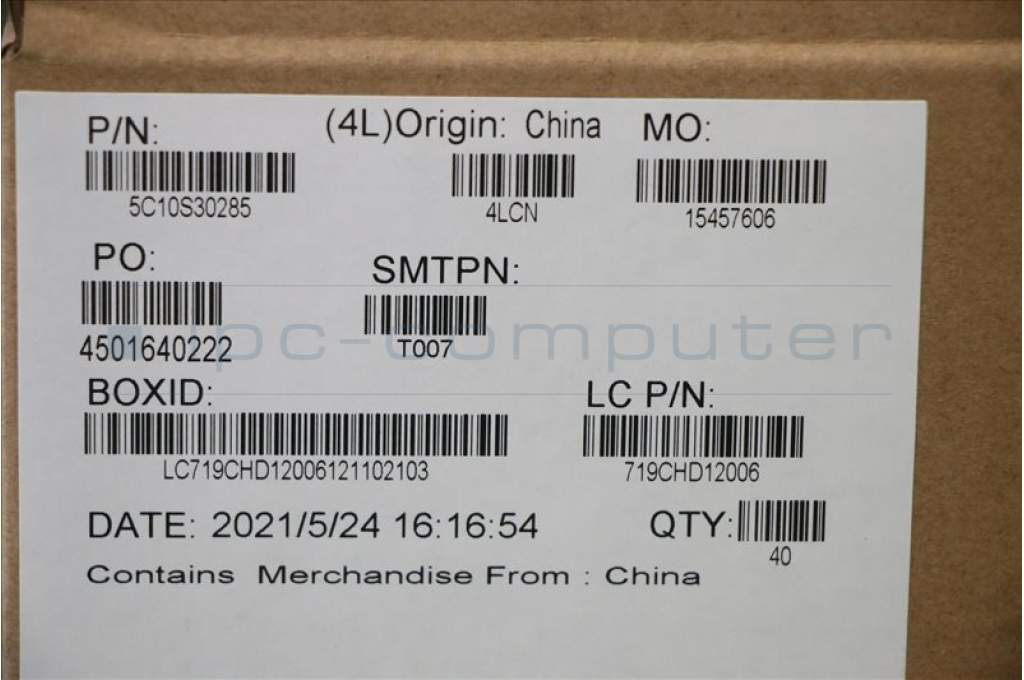 P/N: (4L)Origin: China MO:
5C10S30285 4LCN 15457606
PO: SMTPN:
4501640222 T007
ipc-computer
BOXID: LC P/N:
LC719CHD12006121102103 719CHD12006
DATE: 2021/5/24 16:16:54 QTY:
40
Contains Merchandise From : China